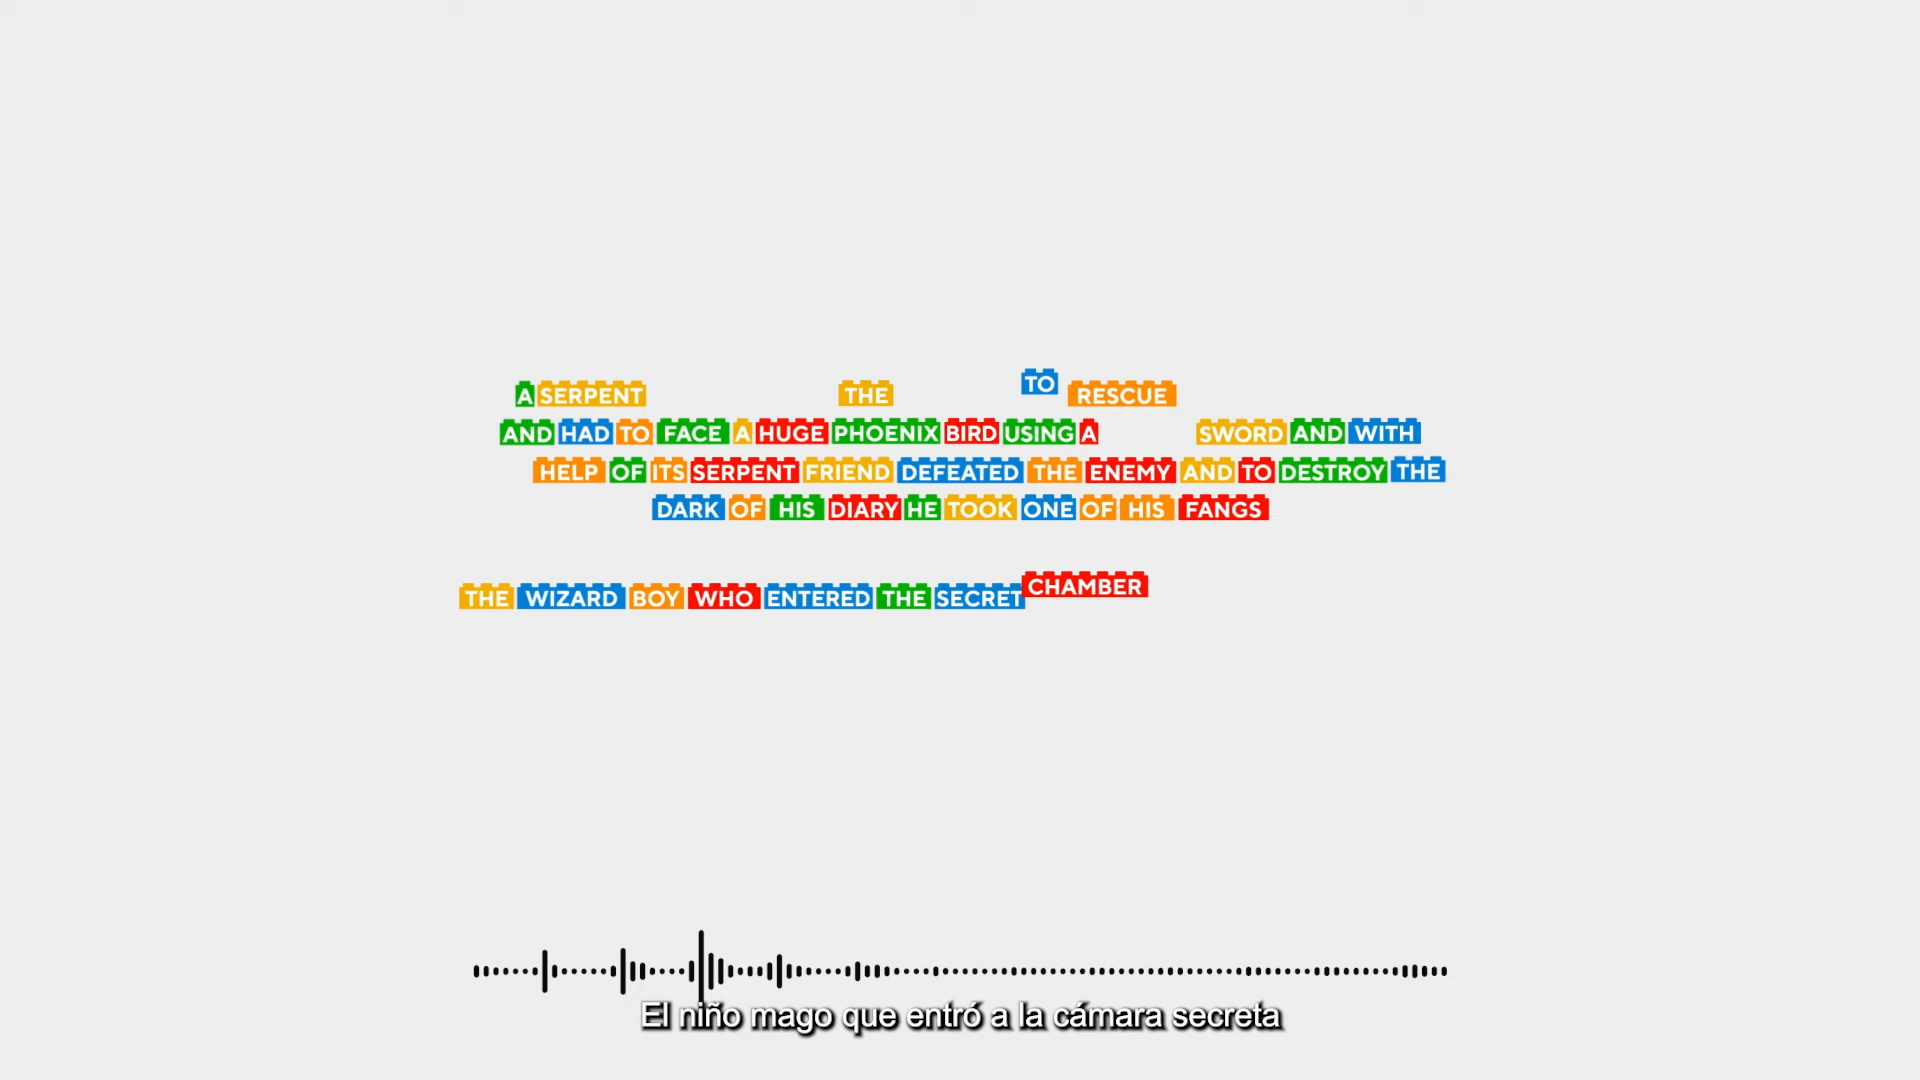 A SERPENT THE TO RESCUE
AND HAD TO FACE A HUGE PHOENIX BIRD USING A SWORD AND WITH
HELP OF ITS SERPENT FRIEND DEFEATED THE ENEMY AND TO DESTROY THE
DARK OF HIS DIARY HE TOOK ONE OF HIS FANGS
THE WIZARD BOY WHO ENTERED THE SECRET CHAMBER
El niño mago que entró a la cámara secreta